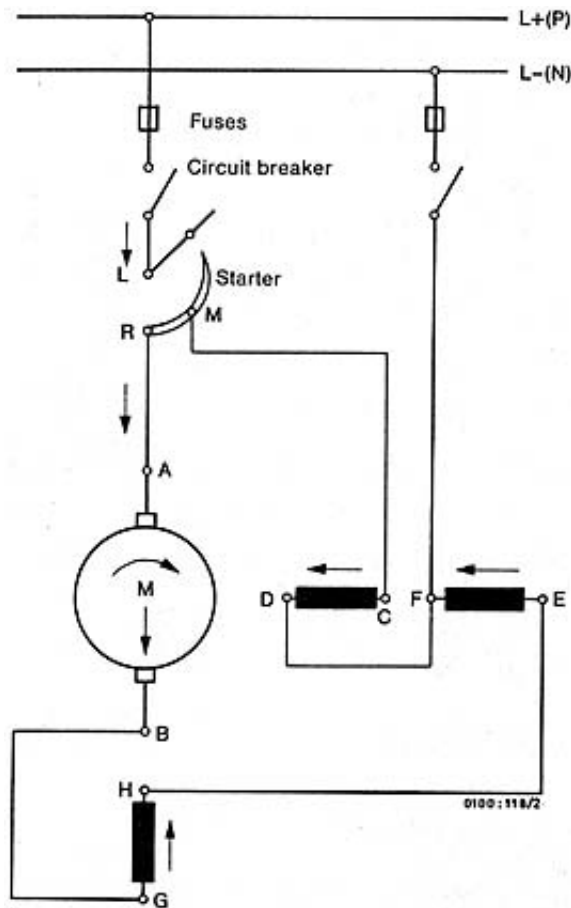 L+(P)
L-(N)
Fuses
Circuit breaker
L
Starter
R
M
A
M
D
C
F
E
B
H
0100:118/2
G